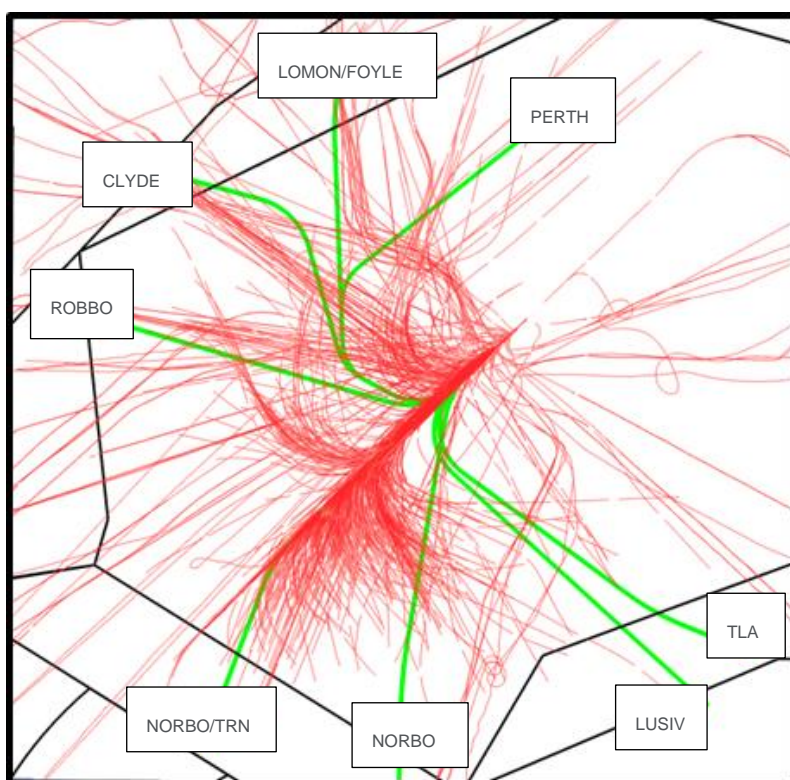 LOMON/FOYLE
PERTH
CLYDE
ROBBO
TLA
NORBO/TRN
NORBO
LUSIV